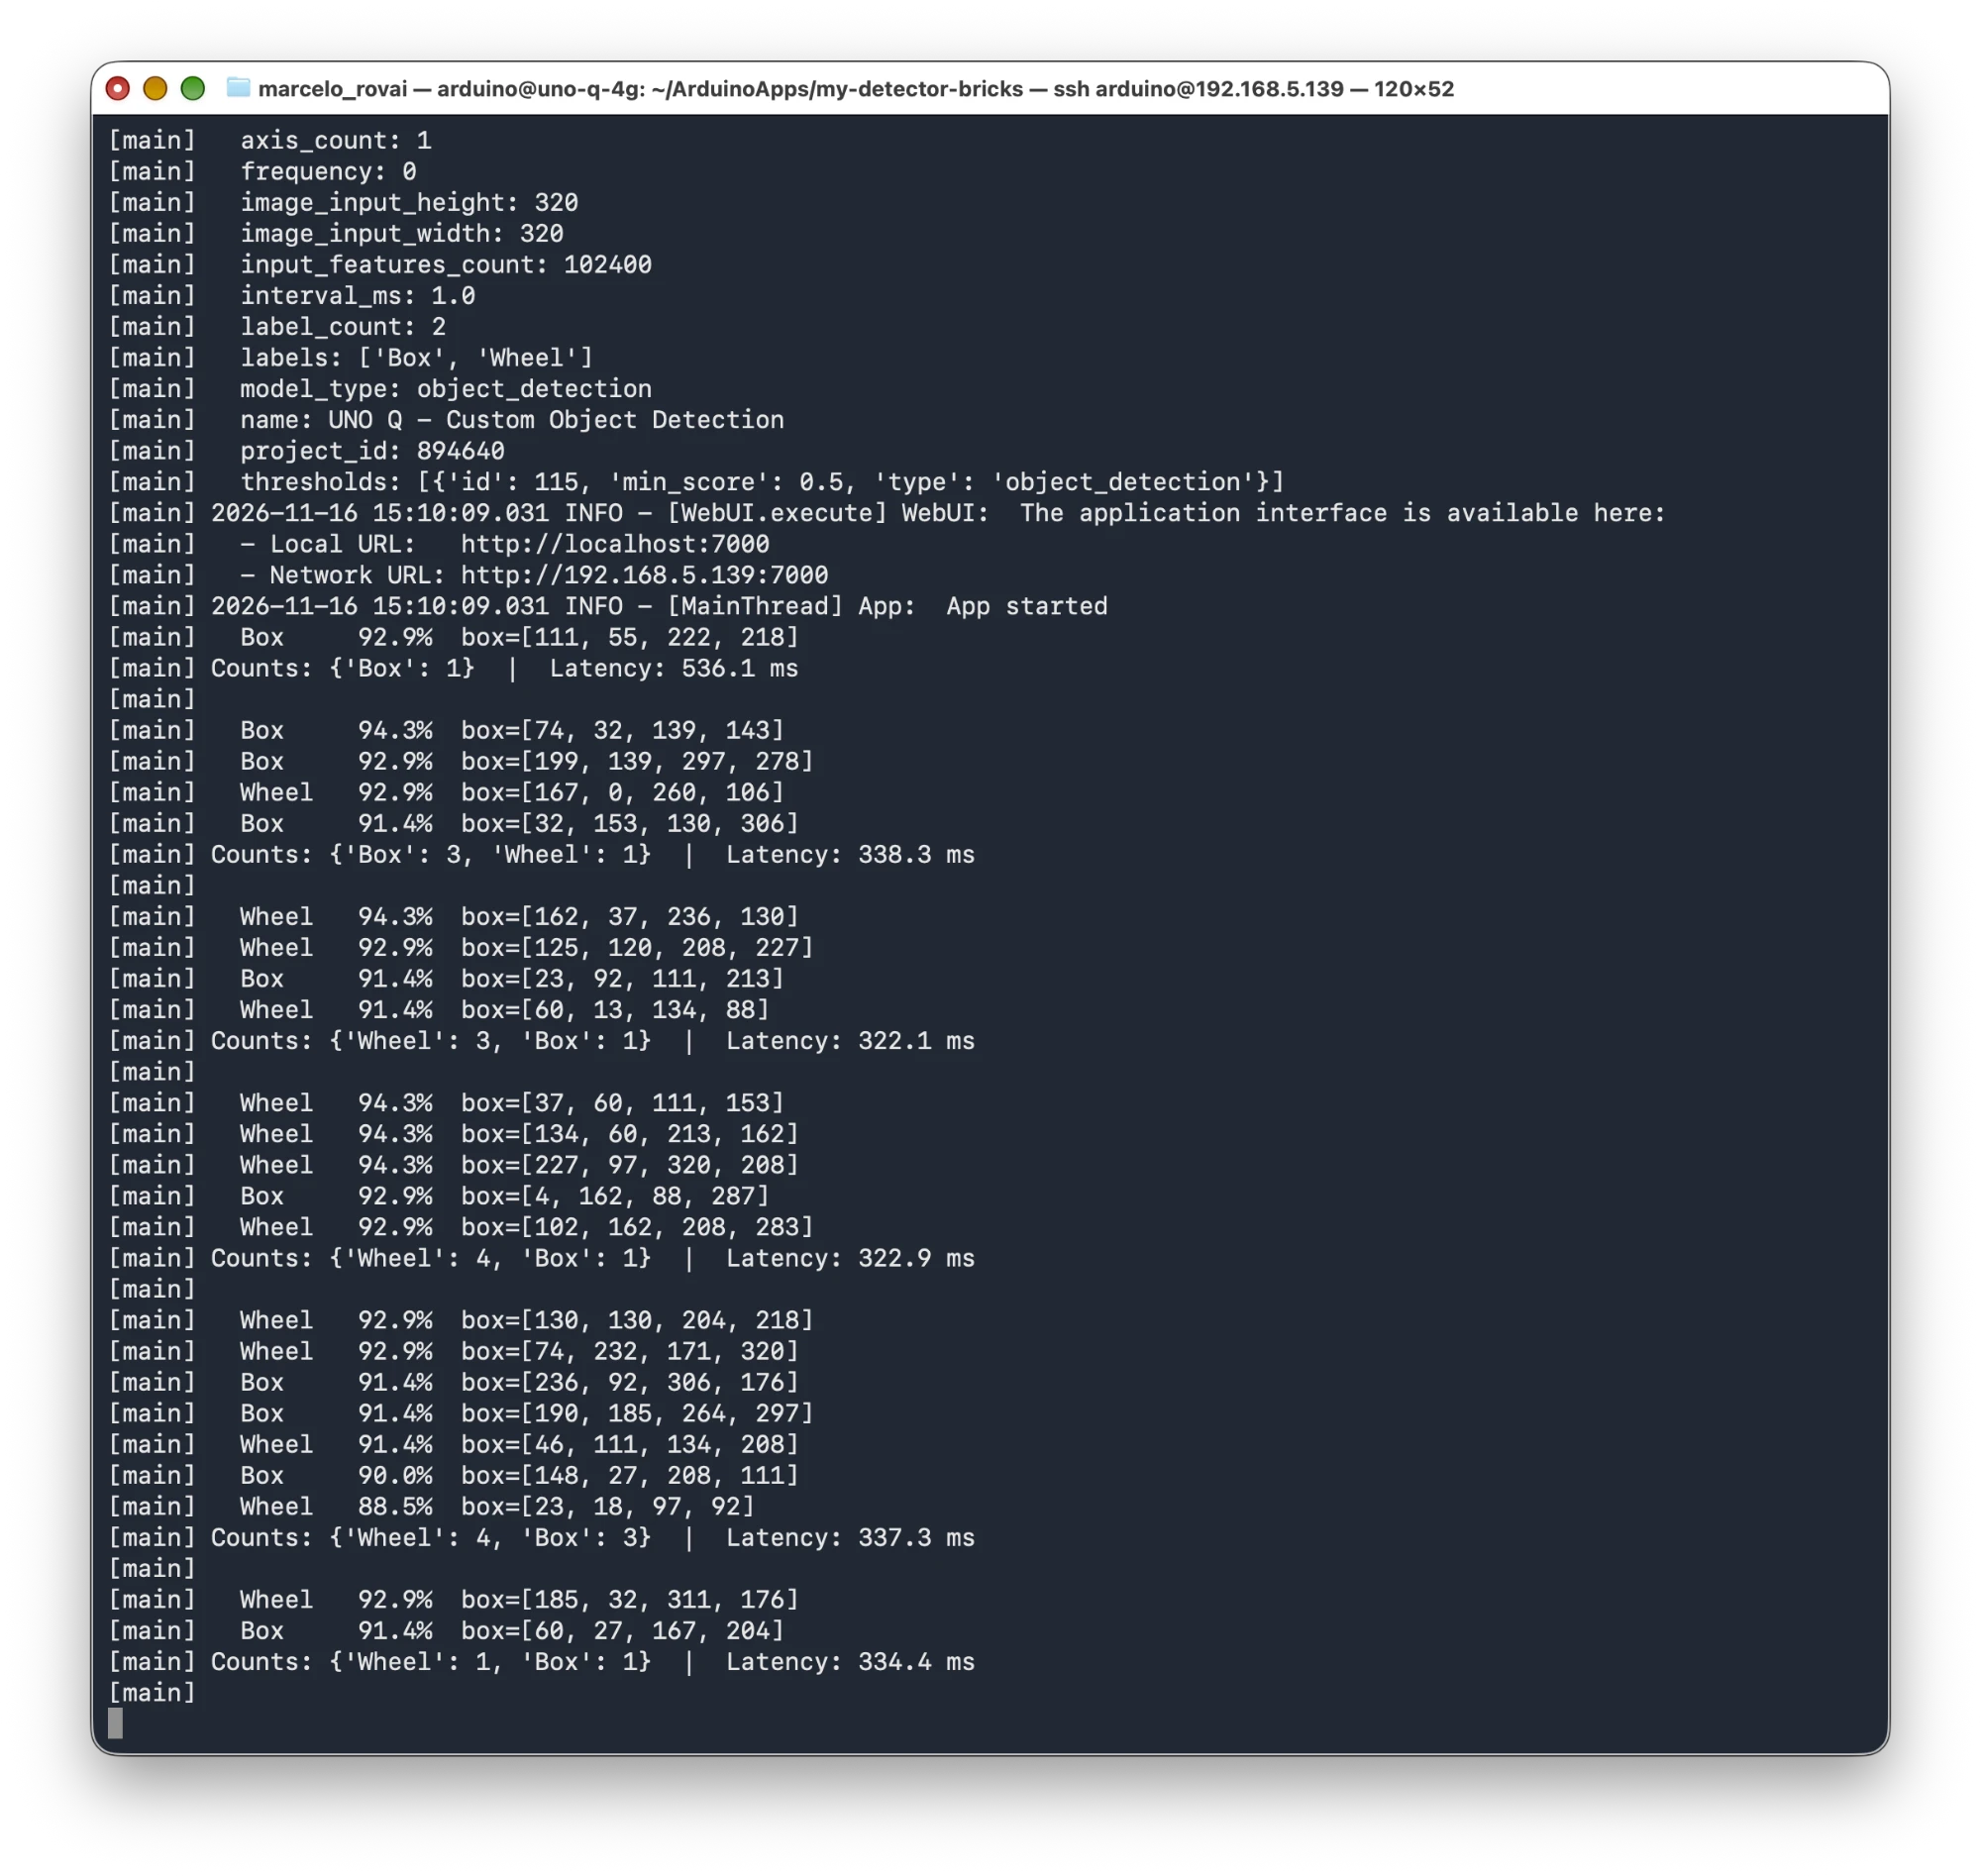 marcelo_rovai — arduino@uno-q-4g: ~/ArduinoApps/my-detector-bricks — ssh arduino@192.168.5.139 — 120×52
[main]   axis_count: 1
[main]   frequency: 0
[main]   image_input_height: 320
[main]   image_input_width: 320
[main]   input_features_count: 102400
[main]   interval_ms: 1.0
[main]   label_count: 2
[main]   labels: ['Box', 'Wheel']
[main]   model_type: object_detection
[main]   name: UNO Q – Custom Object Detection
[main]   project_id: 894640
[main]   thresholds: [{'id': 115, 'min_score': 0.5, 'type': 'object_detection'}]
[main] 2026-11-16 15:10:09.031 INFO - [WebUI.execute] WebUI:  The application interface is available here:
[main]   - Local URL:   http://localhost:7000
[main]   - Network URL: http://192.168.5.139:7000
[main] 2026-11-16 15:10:09.031 INFO - [MainThread] App:  App started
[main]   Box     92.9%  box=[111, 55, 222, 218]
[main] Counts: {'Box': 1}  |  Latency: 536.1 ms
[main]
[main]   Box     94.3%  box=[74, 32, 139, 143]
[main]   Box     92.9%  box=[199, 139, 297, 278]
[main]   Wheel   92.9%  box=[167, 0, 260, 106]
[main]   Box     91.4%  box=[32, 153, 130, 306]
[main] Counts: {'Box': 3, 'Wheel': 1}  |  Latency: 338.3 ms
[main]
[main]   Wheel   94.3%  box=[162, 37, 236, 130]
[main]   Wheel   92.9%  box=[125, 120, 208, 227]
[main]   Box     91.4%  box=[23, 92, 111, 213]
[main]   Wheel   91.4%  box=[60, 13, 134, 88]
[main] Counts: {'Wheel': 3, 'Box': 1}  |  Latency: 322.1 ms
[main]
[main]   Wheel   94.3%  box=[37, 60, 111, 153]
[main]   Wheel   94.3%  box=[134, 60, 213, 162]
[main]   Wheel   94.3%  box=[227, 97, 320, 208]
[main]   Box     92.9%  box=[4, 162, 88, 287]
[main]   Wheel   92.9%  box=[102, 162, 208, 283]
[main] Counts: {'Wheel': 4, 'Box': 1}  |  Latency: 322.9 ms
[main]
[main]   Wheel   92.9%  box=[130, 130, 204, 218]
[main]   Wheel   92.9%  box=[74, 232, 171, 320]
[main]   Box     91.4%  box=[236, 92, 306, 176]
[main]   Box     91.4%  box=[190, 185, 264, 297]
[main]   Wheel   91.4%  box=[46, 111, 134, 208]
[main]   Box     90.0%  box=[148, 27, 208, 111]
[main]   Wheel   88.5%  box=[23, 18, 97, 92]
[main] Counts: {'Wheel': 4, 'Box': 3}  |  Latency: 337.3 ms
[main]
[main]   Wheel   92.9%  box=[185, 32, 311, 176]
[main]   Box     91.4%  box=[60, 27, 167, 204]
[main] Counts: {'Wheel': 1, 'Box': 1}  |  Latency: 334.4 ms
[main]